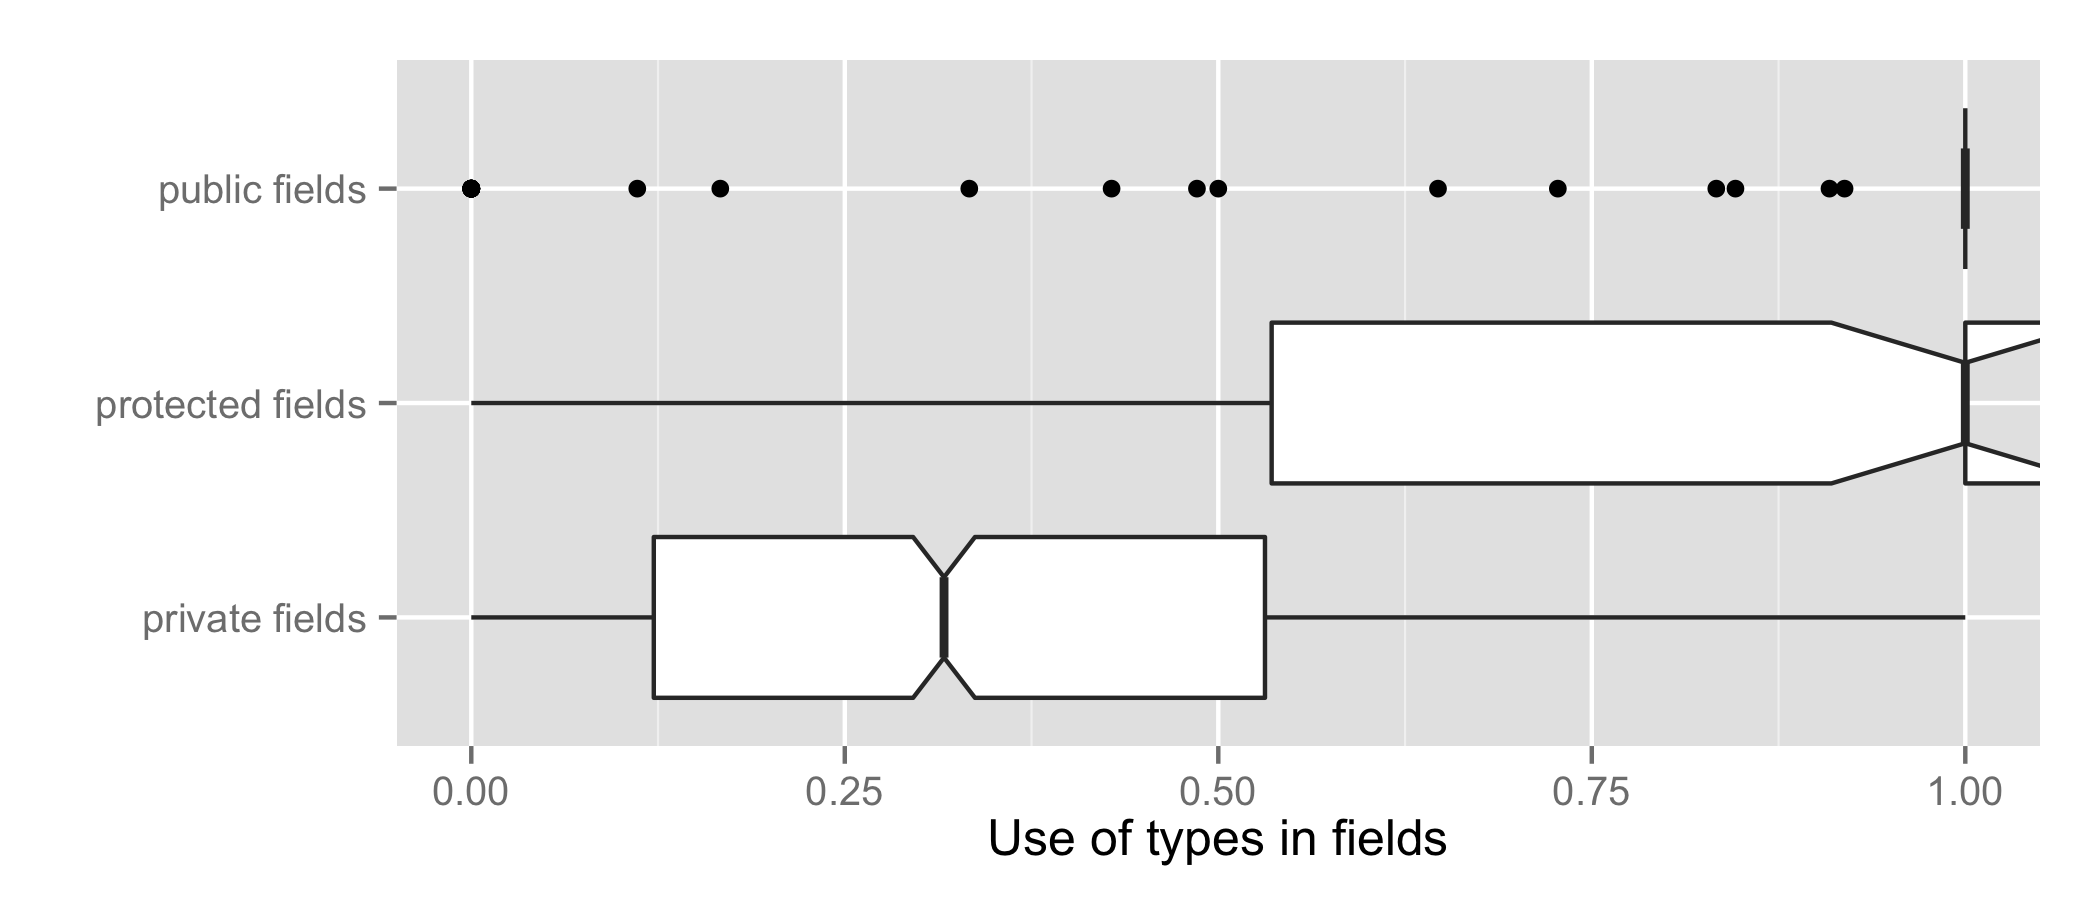 public fields
protected fields
private fields
0.00 0.25 0.50 0.75 1.00
Use of types in fields